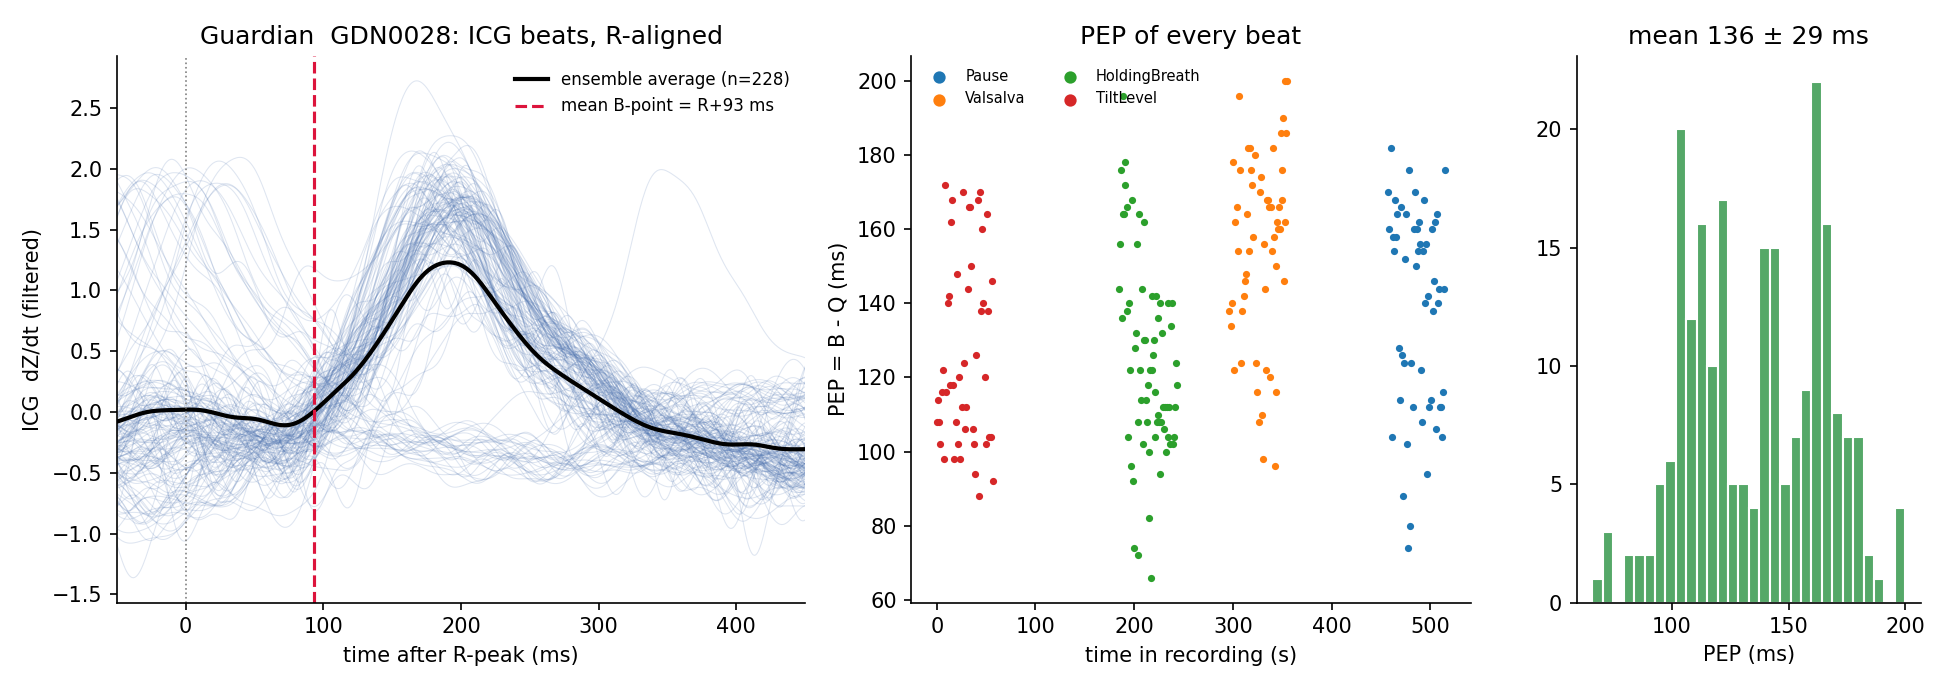 Guardian  GDN0028: ICG beats, R-aligned
ensemble average (n=228)
mean B-point = R+93 ms
ICG  dZ/dt (filtered)
2.5
2.0
1.5
1.0
0.5
0.0
−0.5
−1.0
−1.5
0 100 200 300 400
time after R-peak (ms)
PEP of every beat
Pause HoldingBreath
Valsalva TiltLevel
PEP = B - Q (ms)
200
180
160
140
120
100
80
60
0 100 200 300 400 500
time in recording (s)
mean 136 ± 29 ms
20
15
10
5
0
100 150 200
PEP (ms)